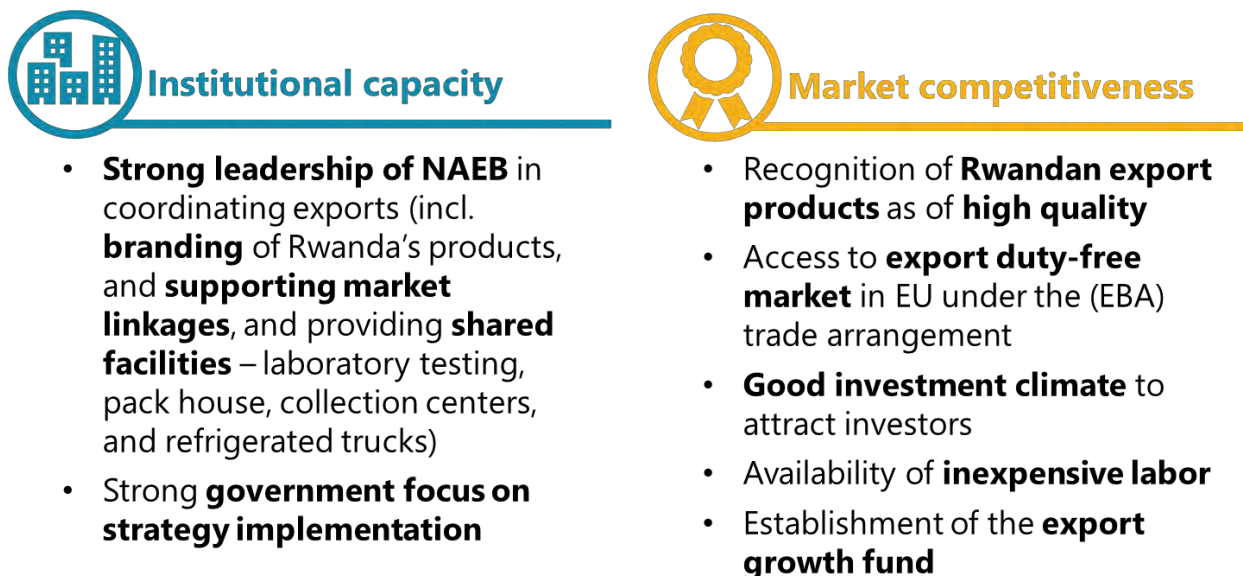 Institutional capacity
• Strong leadership of NAEB in
coordinating exports (incl.
branding of Rwanda's products,
and supporting market
linkages, and providing shared
facilities – laboratory testing,
pack house, collection centers,
and refrigerated trucks)
• Strong government focus on
strategy implementation
Market competitiveness
• Recognition of Rwandan export
products as of high quality
• Access to export duty-free
market in EU under the (EBA)
trade arrangement
• Good investment climate to
attract investors
• Availability of inexpensive labor
• Establishment of the export
growth fund